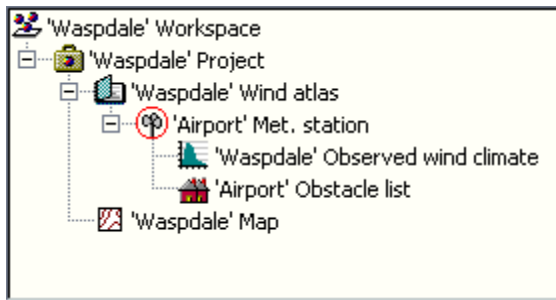 'Waspdale' Workspace
'Waspdale' Project
'Waspdale' Wind atlas
'Airport' Met. station
'Waspdale' Observed wind climate
'Airport' Obstacle list
'Waspdale' Map